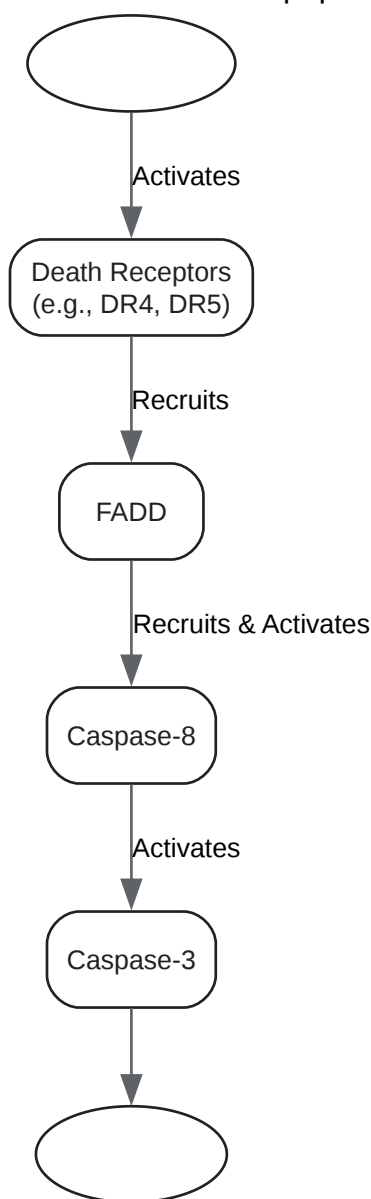 Activates
Death Receptors
(e.g., DR4, DR5)
Recruits
FADD
Recruits & Activates
Caspase-8
Activates
Caspase-3